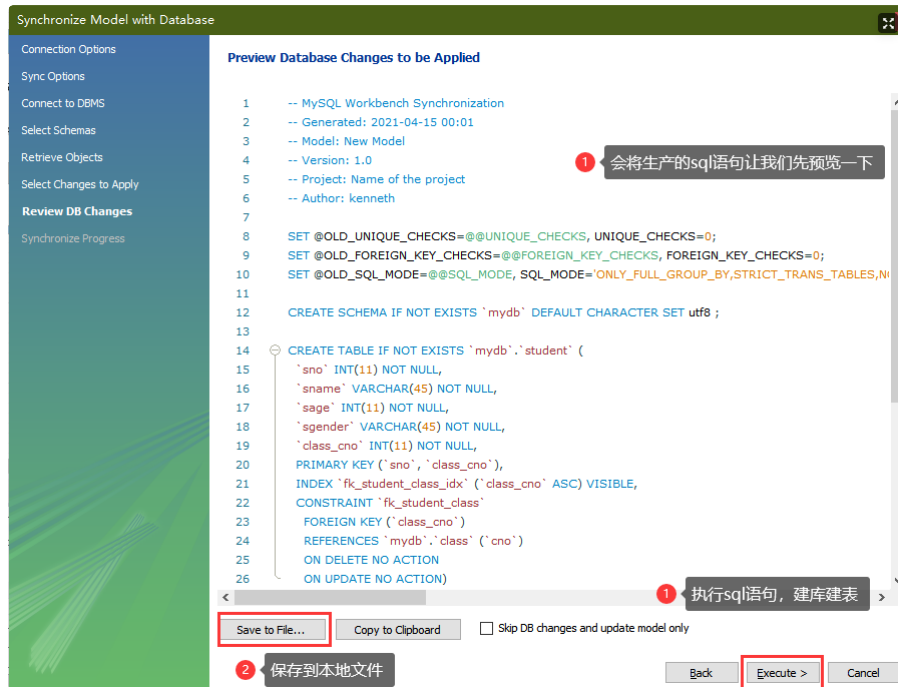 Synchronize Model with Database
Connection Options
Sync Options
Connect to DBMS
Select Schemas
Retrieve Objects
Select Changes to Apply
Review DB Changes
Synchronize Progress
Preview Database Changes to be Applied
1 -- MySQL Workbench Synchronization
2 -- Generated: 2021-04-15 00:01
3 -- Model: New Model
4 -- Version: 1.0
5 -- Project: Name of the project
6 -- Author: kenneth
7
8 SET @OLD_UNIQUE_CHECKS=@@UNIQUE_CHECKS, UNIQUE_CHECKS=0;
9 SET @OLD_FOREIGN_KEY_CHECKS=@@FOREIGN_KEY_CHECKS, FOREIGN_KEY_CHECKS=0;
10 SET @OLD_SQL_MODE=@@SQL_MODE, SQL_MODE='ONLY_FULL_GROUP_BY,STRICT_TRANS_TABLES,
11
12 CREATE SCHEMA IF NOT EXISTS `mydb` DEFAULT CHARACTER SET utf8 ;
13
14 CREATE TABLE IF NOT EXISTS `mydb`.`student` (
15 `sno` INT(11) NOT NULL,
16 `sname` VARCHAR(45) NOT NULL,
17 `sage` INT(11) NOT NULL,
18 `sgender` VARCHAR(45) NOT NULL,
19 `class_cno` INT(11) NOT NULL,
20 PRIMARY KEY (`sno`, `class_cno`),
21 INDEX `fk_student_class_idx` (`class_cno` ASC) VISIBLE,
22 CONSTRAINT `fk_student_class`
23 FOREIGN KEY (`class_cno`)
24 REFERENCES `mydb`.`class` (`cno`)
25 ON DELETE NO ACTION
26 ON UPDATE NO ACTION)
1 会将生产的sql语句让我们先预览一下
1 执行sql语句，建库建表
Save to File... Copy to Clipboard Skip DB changes and update model only
2 保存到本地文件
Back Execute > Cancel